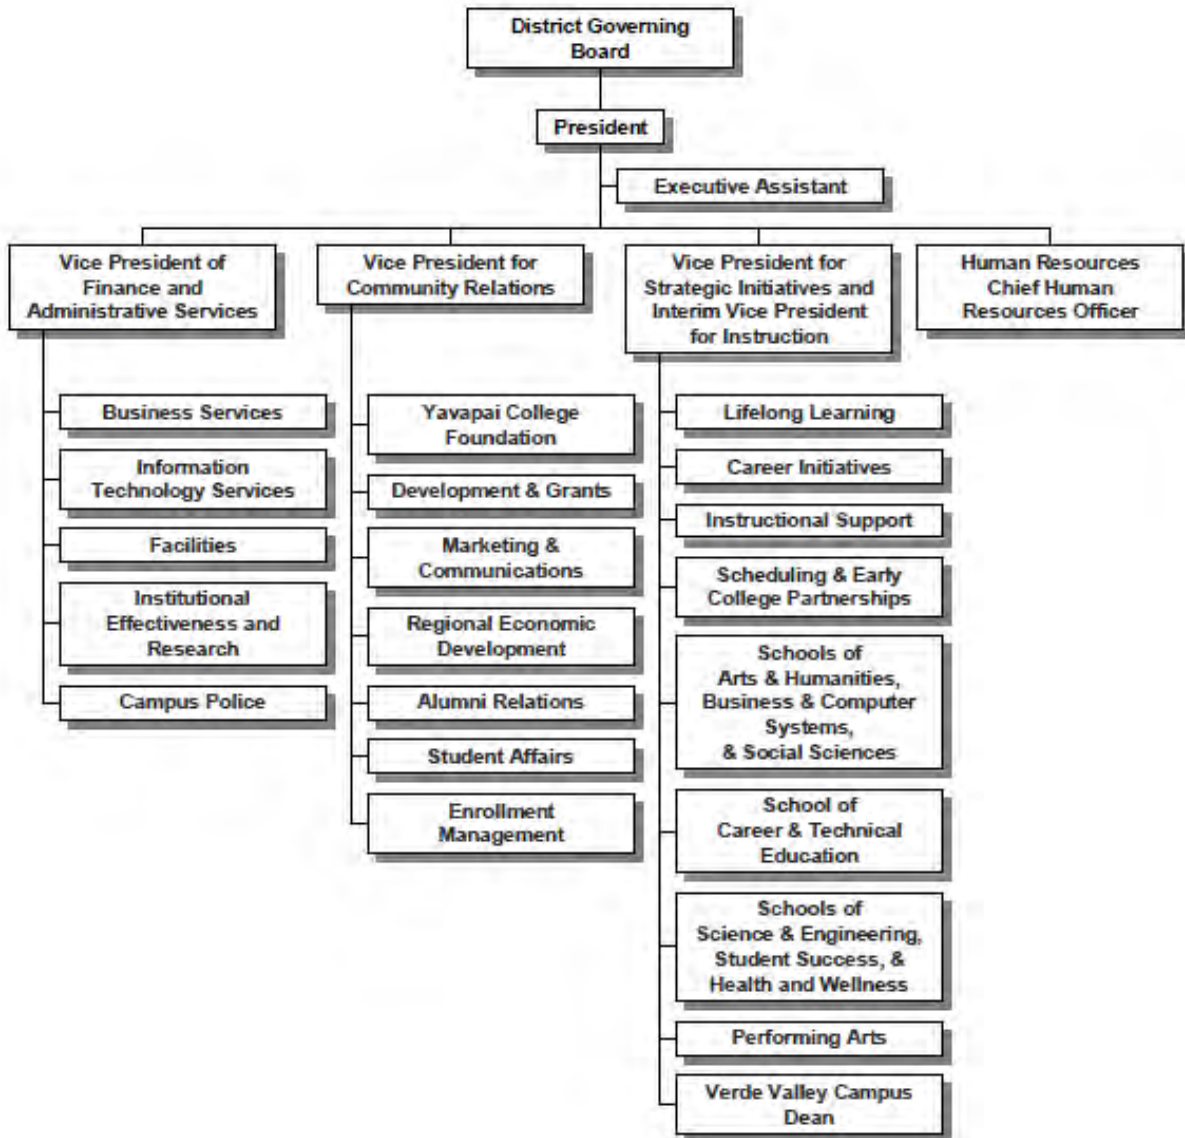 District Governing
Board
President
Executive Assistant
Vice President of
Finance and
Administrative Services
Vice President for
Community Relations
Vice President for
Strategic Initiatives and
Interim Vice President
for Instruction
Human Resources
Chief Human
Resources Officer
Business Services
Information
Technology Services
Facilities
Institutional
Effectiveness and
Research
Campus Police
Yavapai College
Foundation
Development & Grants
Marketing &
Communications
Regional Economic
Development
Alumni Relations
Student Affairs
Enrollment
Management
Lifelong Learning
Career Initiatives
Instructional Support
Scheduling & Early
College Partnerships
Schools of
Arts & Humanities,
Business & Computer
Systems,
& Social Sciences
School of
Career & Technical
Education
Schools of
Science & Engineering,
Student Success, &
Health and Wellness
Performing Arts
Verde Valley Campus
Dean